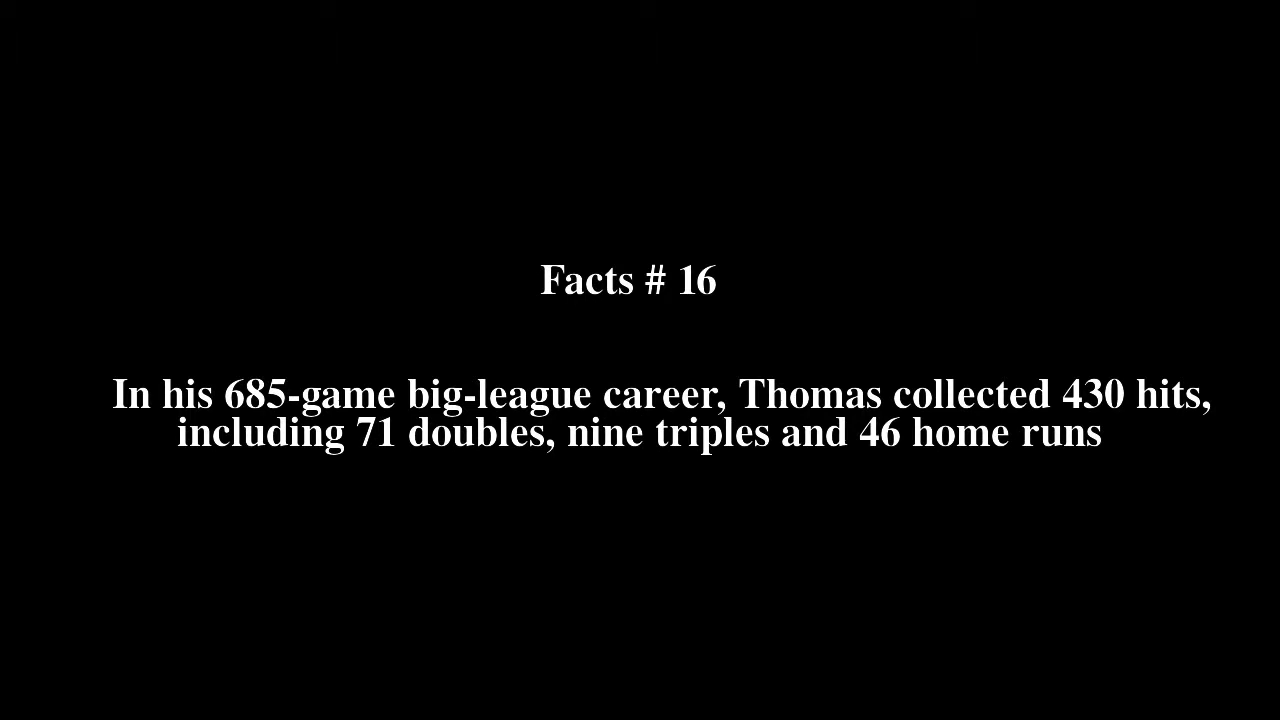 Facts # 16
In his 685-game big-league career, Thomas collected 430 hits,
including 71 doubles, nine triples and 46 home runs